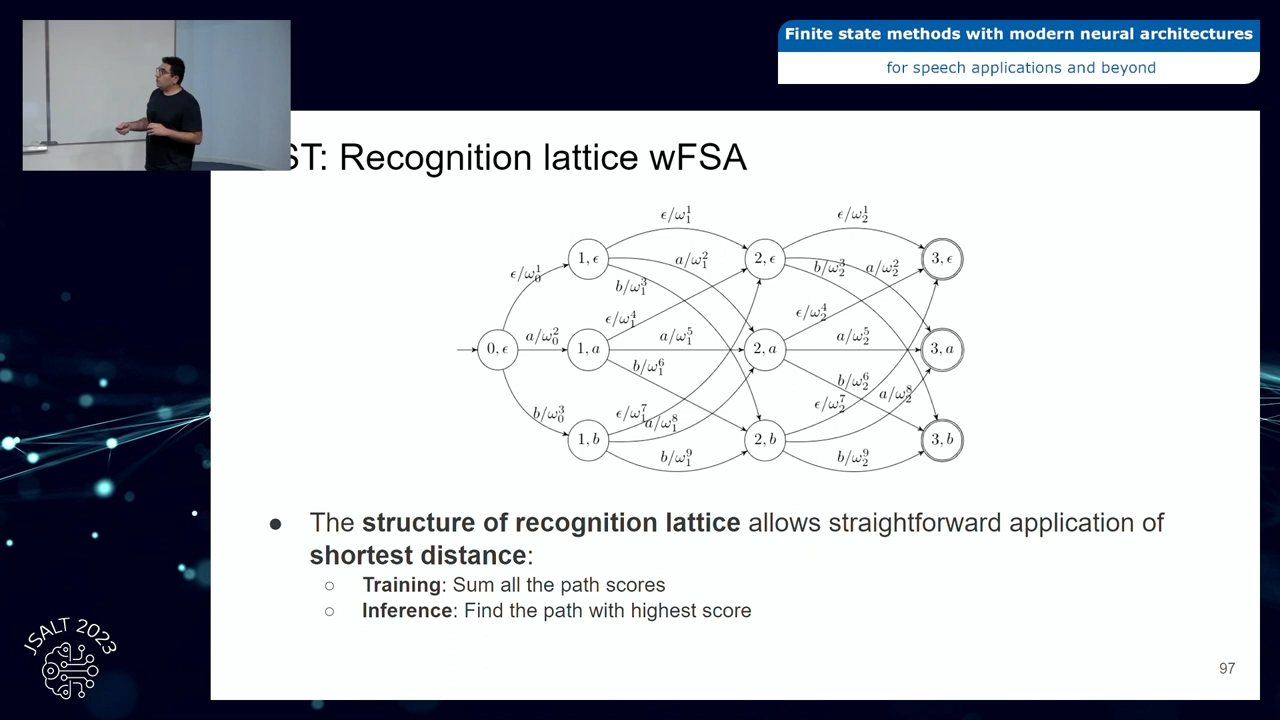 Finite state methods with modern neural architectures
for speech applications and beyond
ST: Recognition lattice wFSA
ϵ/ω₁¹
ϵ/ω₂¹
1, ϵ
2, ϵ
3, ϵ
a/ω₁²
b/ω₂³
a/ω₂²
ϵ/ω₀¹
b/ω₁³
ϵ/ω₁⁴
ϵ/ω₂⁴
a/ω₀²
a/ω₁⁵
a/ω₂⁵
0, ϵ
1, a
2, a
3, a
b/ω₁⁶
b/ω₂⁶
b/ω₀³
ϵ/ω₁⁷
a/ω₁⁸
ϵ/ω₂⁷
a/ω₂⁸
1, b
2, b
3, b
b/ω₁⁹
b/ω₂⁹
● The structure of recognition lattice allows straightforward application of
shortest distance:
○ Training: Sum all the path scores
○ Inference: Find the path with highest score
JSALT 2023
97